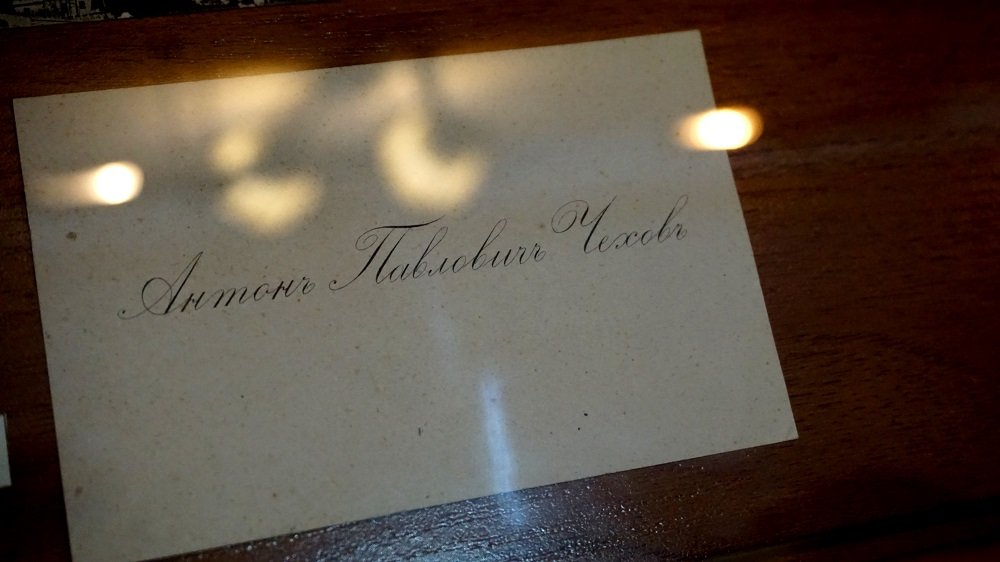 Антонъ Павловичъ Чеховъ